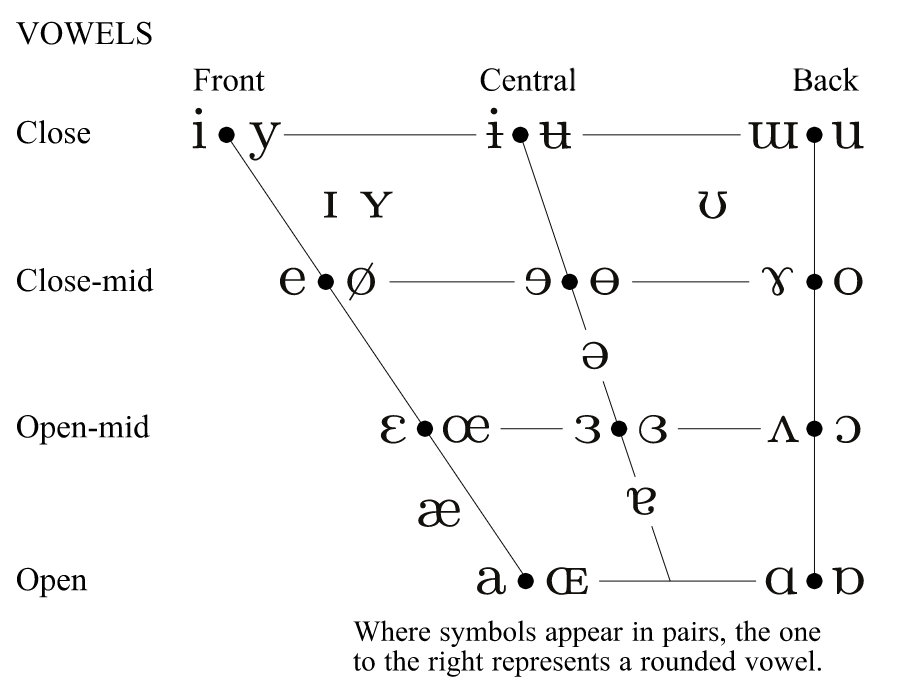 VOWELS
Front Central Back
Close i y ɨ ʉ ɯ u
ɪ ʏ ʊ
Close-mid e ø ɘ ɵ ɤ o
ə
Open-mid ɛ œ ɜ ɞ ʌ ɔ
æ ɐ
Open a ɶ ɑ ɒ
Where symbols appear in pairs, the one
to the right represents a rounded vowel.